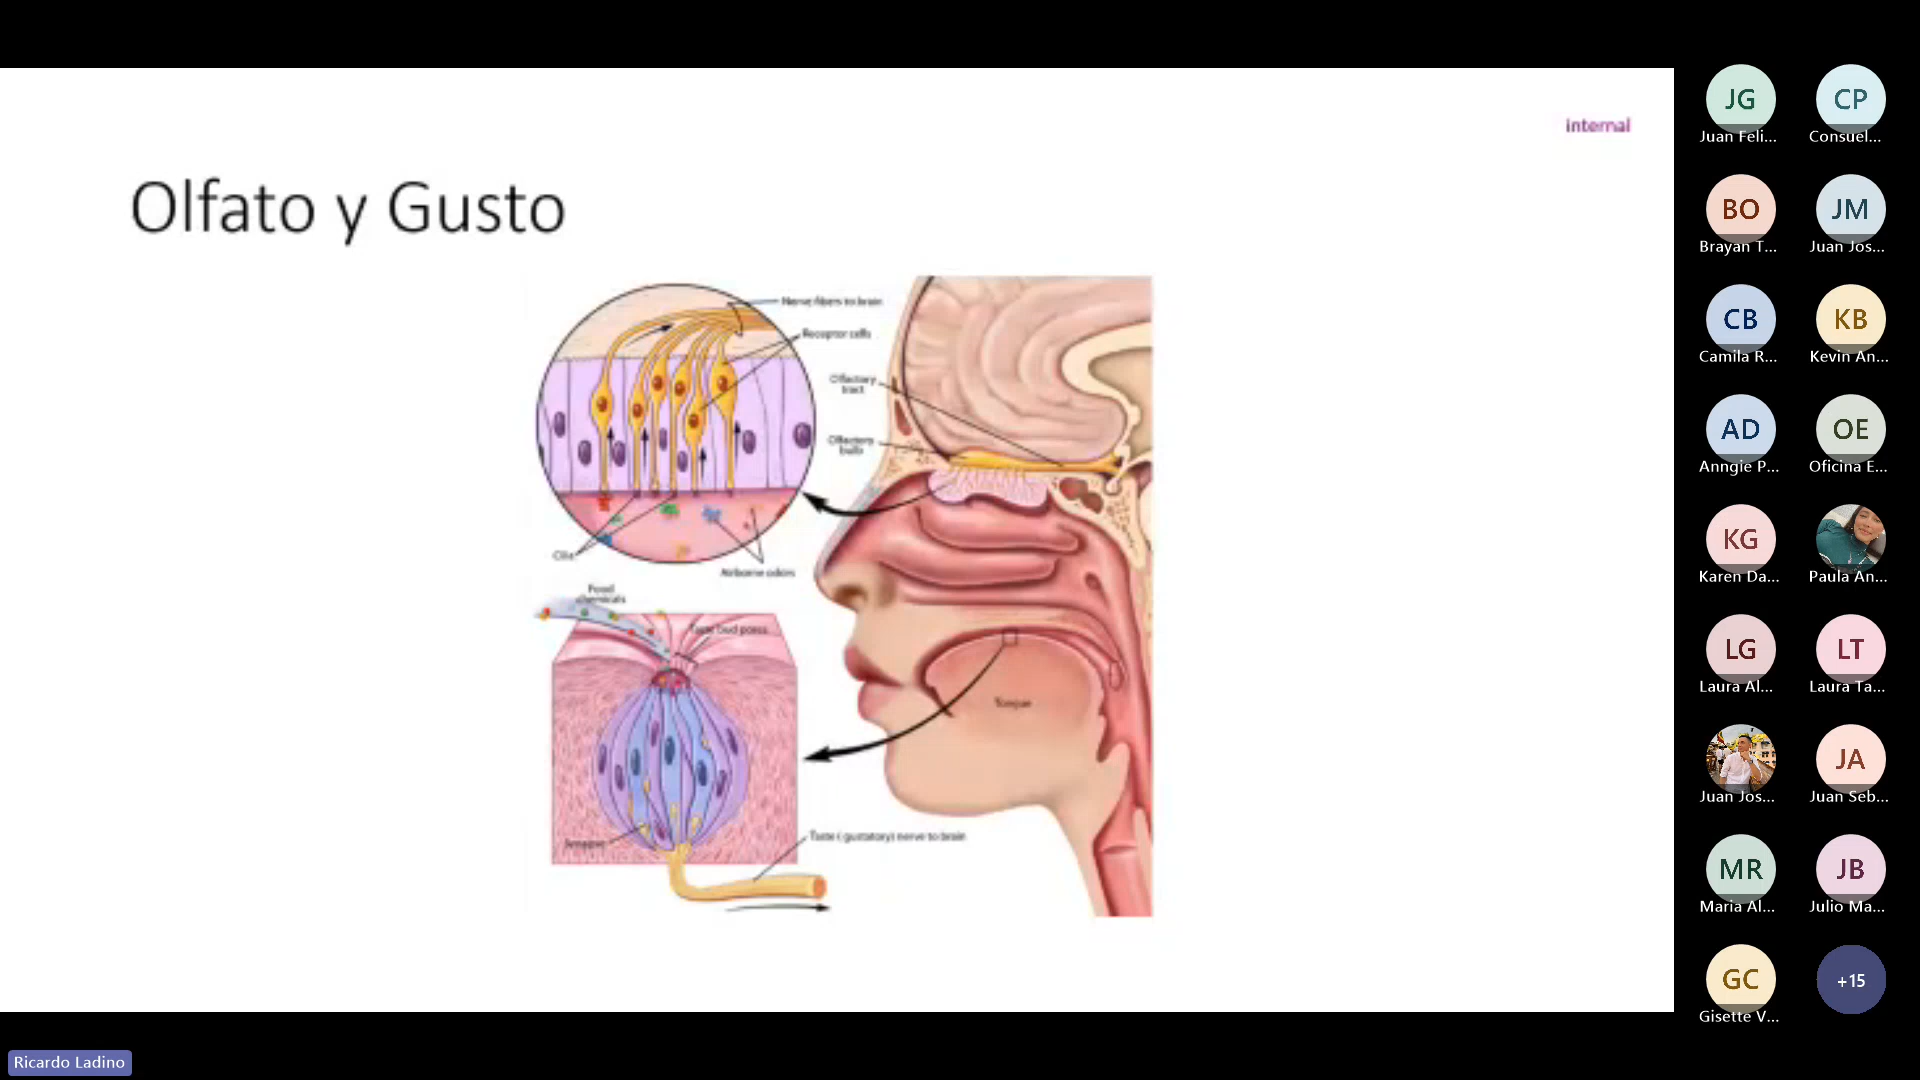 internal
Olfato y Gusto
Nerve fibers to brain
Receptor cells
Olfactory
tract
Olfactory
bulb
Cilia
Airborne odors
Food
chemicals
Taste bud pores
Tongue
Synapse
Taste (gustatory) nerve to brain
JG
Juan Feli...
CP
Consuel...
BO
Brayan T...
JM
Juan Jos...
CB
Camila R...
KB
Kevin An...
AD
Anngie P...
OE
Oficina E...
KG
Karen Da...
Paula An...
LG
Laura Al...
LT
Laura Ta...
Juan Jos...
JA
Juan Seb...
MR
Maria Al...
JB
Julio Ma...
GC
Gisette V...
+15
Ricardo Ladino